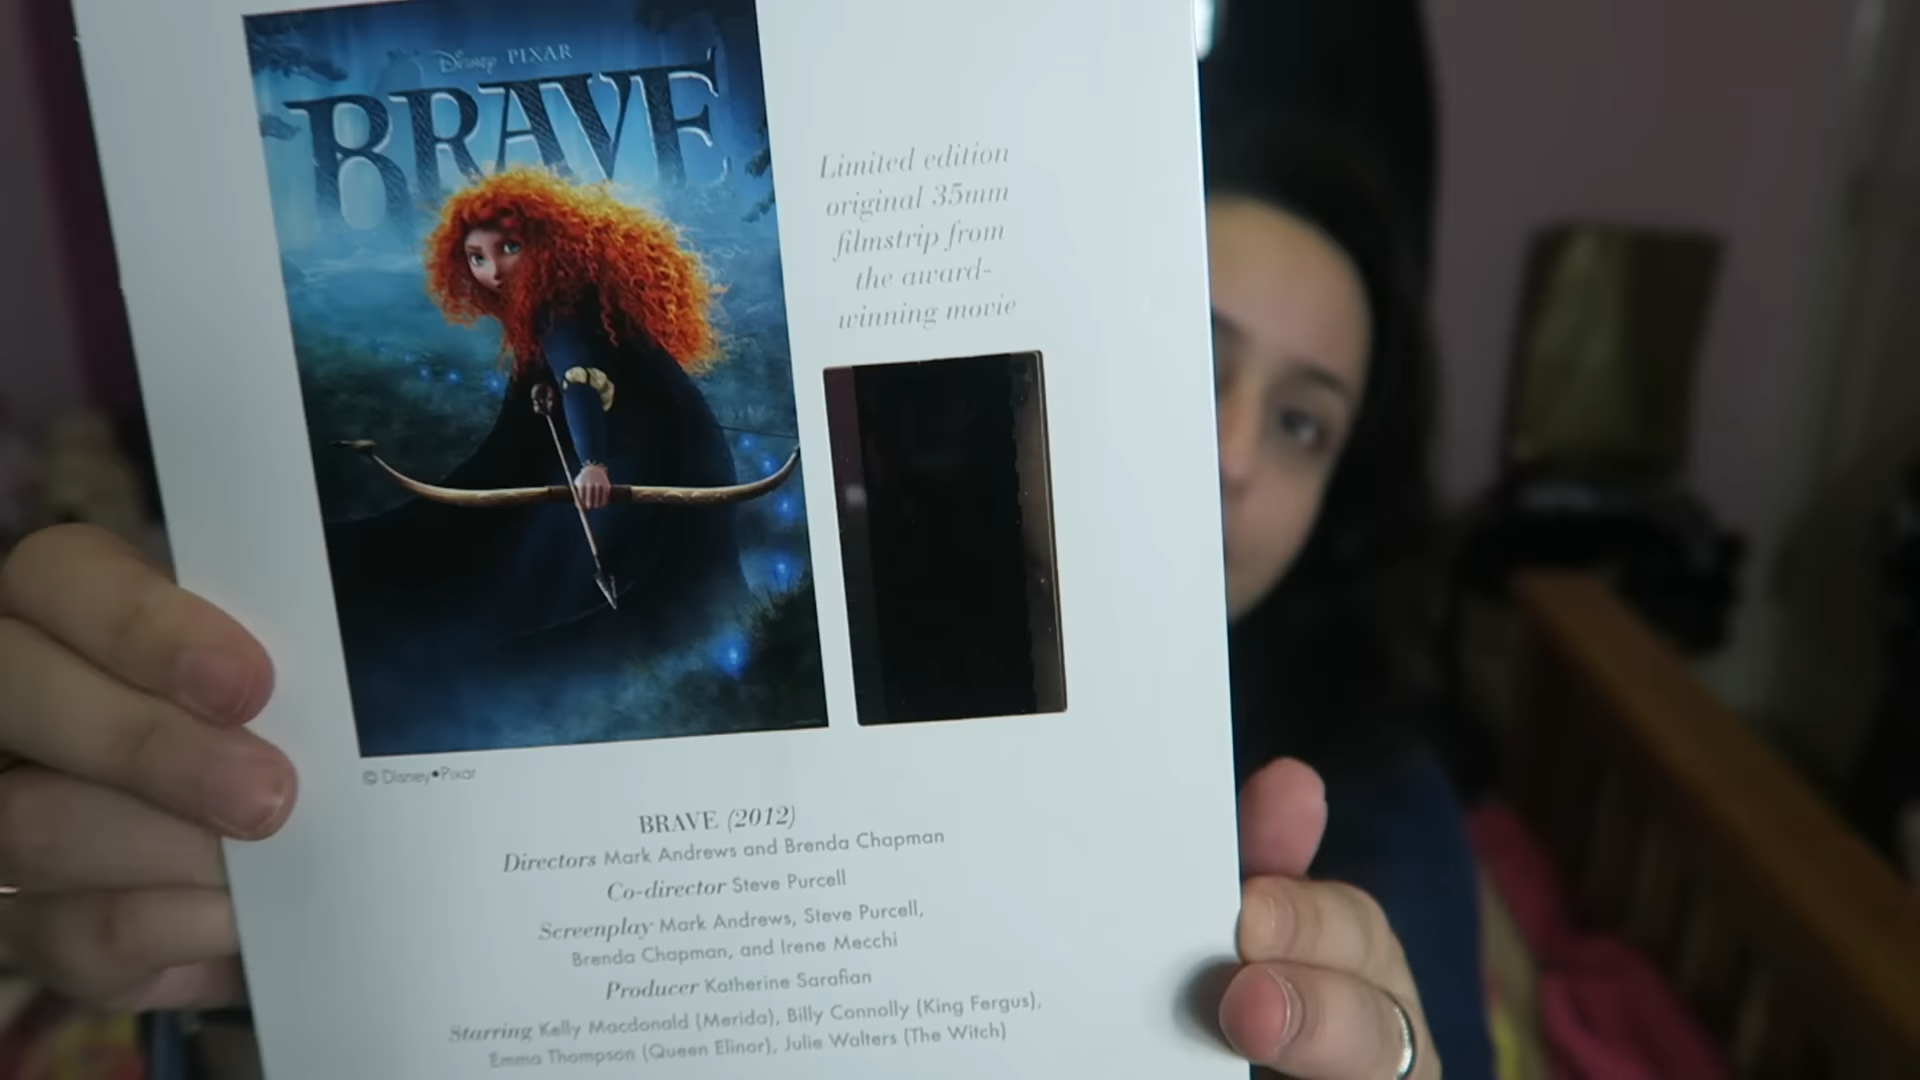 Disney PIXAR
BRAVE
Limited edition
original 35mm
filmstrip from
the award-
winning movie
© Disney•Pixar
BRAVE (2012)
Directors Mark Andrews and Brenda Chapman
Co-director Steve Purcell
Screenplay Mark Andrews, Steve Purcell,
Brenda Chapman, and Irene Mecchi
Producer Katherine Sarafian
Starring Kelly Macdonald (Merida), Billy Connolly (King Fergus),
Emma Thompson (Queen Elinor), Julie Walters (The Witch)